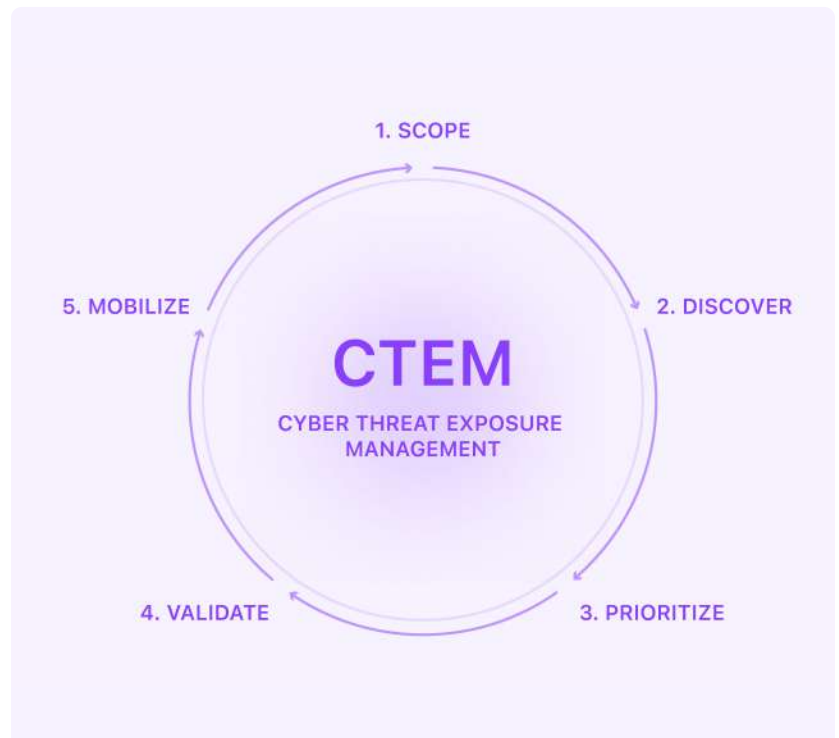 1. SCOPE
5. MOBILIZE
2. DISCOVER
CTEM
CYBER THREAT EXPOSURE
MANAGEMENT
4. VALIDATE
3. PRIORITIZE